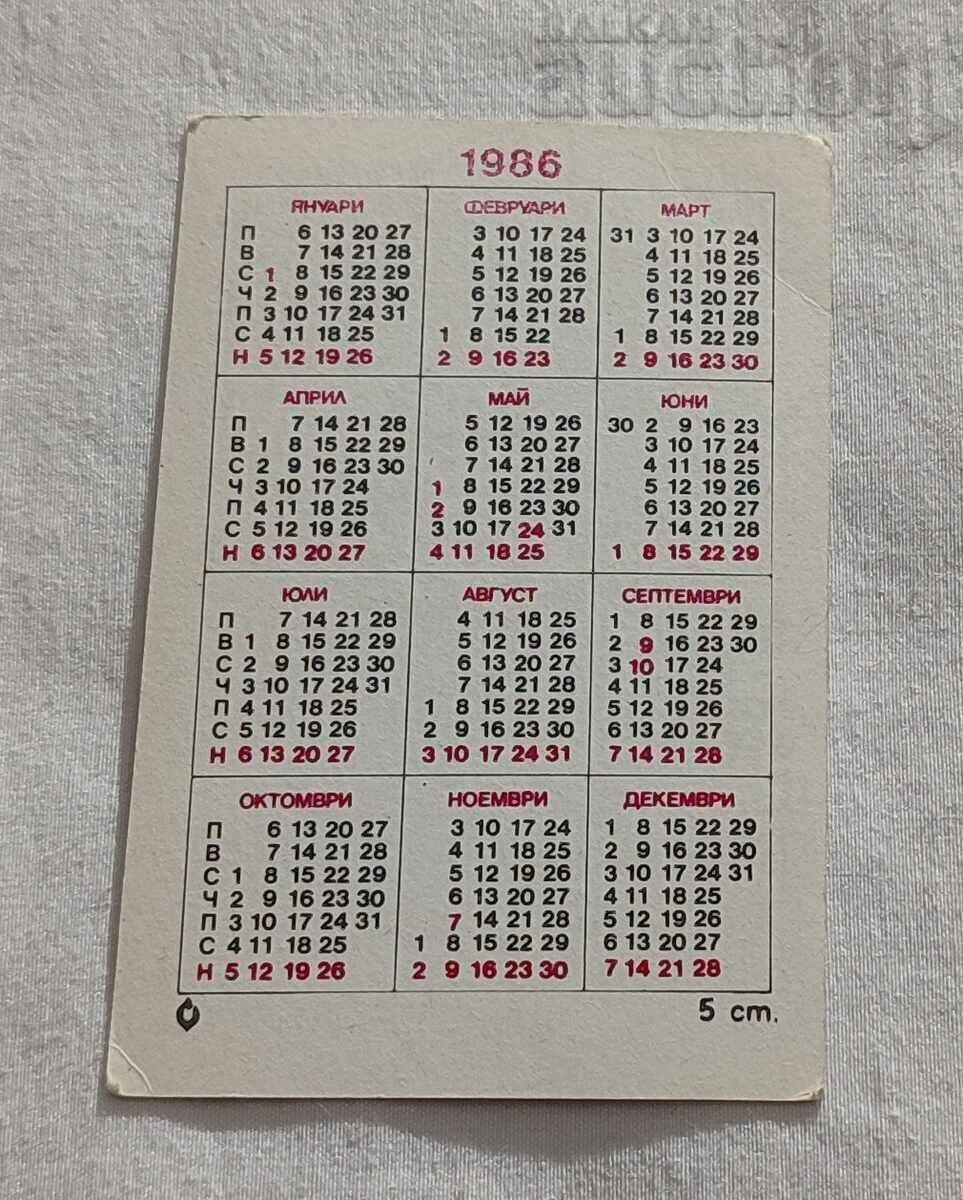 BALKAN
auction
1986
ЯНУАРИ ФЕВРУАРИ МАРТ
П 6 13 20 27 3 10 17 24 31 3 10 17 24
В 7 14 21 28 4 11 18 25 4 11 18 25
С 1 8 15 22 29 5 12 19 26 5 12 19 26
Ч 2 9 16 23 30 6 13 20 27 6 13 20 27
П 3 10 17 24 31 7 14 21 28 7 14 21 28
С 4 11 18 25 1 8 15 22 1 8 15 22 29
Н 5 12 19 26 2 9 16 23 2 9 16 23 30
АПРИЛ МАЙ ЮНИ
П 7 14 21 28 5 12 19 26 30 2 9 16 23
В 1 8 15 22 29 6 13 20 27 3 10 17 24
С 2 9 16 23 30 7 14 21 28 4 11 18 25
Ч 3 10 17 24 1 8 15 22 29 5 12 19 26
П 4 11 18 25 2 9 16 23 30 6 13 20 27
С 5 12 19 26 3 10 17 24 31 7 14 21 28
Н 6 13 20 27 4 11 18 25 1 8 15 22 29
ЮЛИ АВГУСТ СЕПТЕМВРИ
П 7 14 21 28 4 11 18 25 1 8 15 22 29
В 1 8 15 22 29 5 12 19 26 2 9 16 23 30
С 2 9 16 23 30 6 13 20 27 3 10 17 24
Ч 3 10 17 24 31 7 14 21 28 4 11 18 25
П 4 11 18 25 1 8 15 22 29 5 12 19 26
С 5 12 19 26 2 9 16 23 30 6 13 20 27
Н 6 13 20 27 3 10 17 24 31 7 14 21 28
ОКТОМВРИ НОЕМВРИ ДЕКЕМВРИ
П 6 13 20 27 3 10 17 24 1 8 15 22 29
В 7 14 21 28 4 11 18 25 2 9 16 23 30
С 1 8 15 22 29 5 12 19 26 3 10 17 24 31
Ч 2 9 16 23 30 6 13 20 27 4 11 18 25
П 3 10 17 24 31 7 14 21 28 5 12 19 26
С 4 11 18 25 1 8 15 22 29 6 13 20 27
Н 5 12 19 26 2 9 16 23 30 7 14 21 28
5 ст.